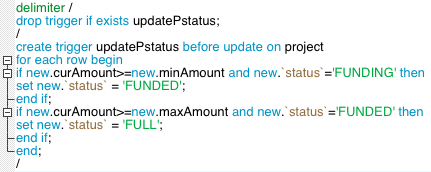 delimiter /
drop trigger if exists updatePstatus;
/
create trigger updatePstatus before update on project
for each row begin
if new.curAmount>=new.minAmount and new.`status`='FUNDING' then
set new.`status` = 'FUNDED';
end if;
if new.curAmount>=new.maxAmount and new.`status`='FUNDED' then
set new.`status` = 'FULL';
end if;
end;
/